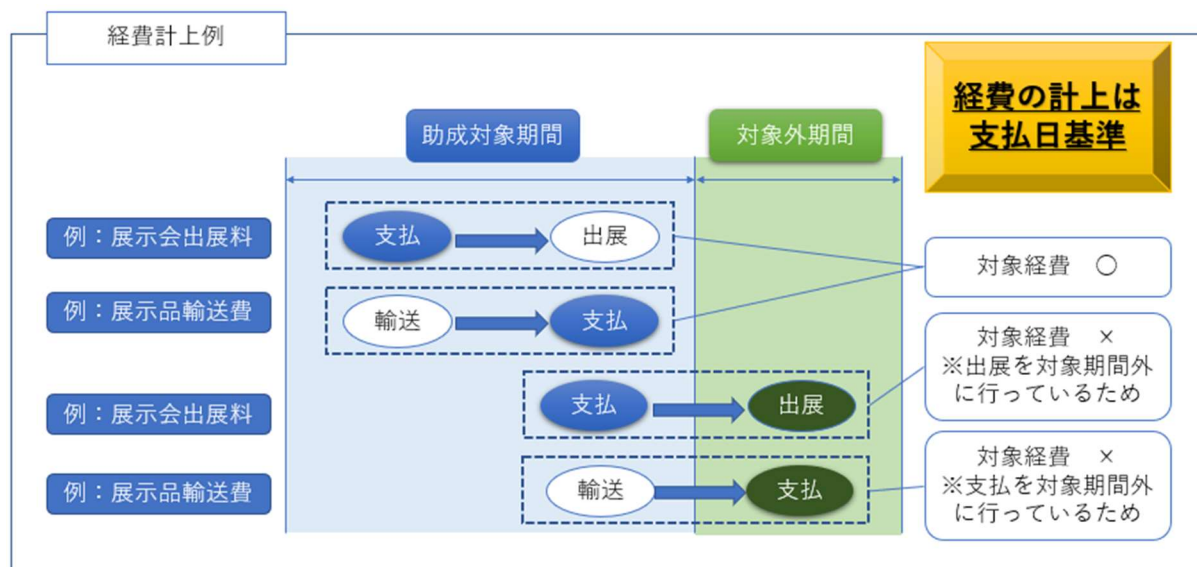 経費計上例
経費の計上は
支払日基準
助成対象期間
対象外期間
例：展示会出展料
支払
出展
対象経費　○
例：展示品輸送費
輸送
支払
例：展示会出展料
支払
出展
対象経費　×
※出展を対象期間外
に行っているため
例：展示品輸送費
輸送
支払
対象経費　×
※支払を対象期間外
に行っているため